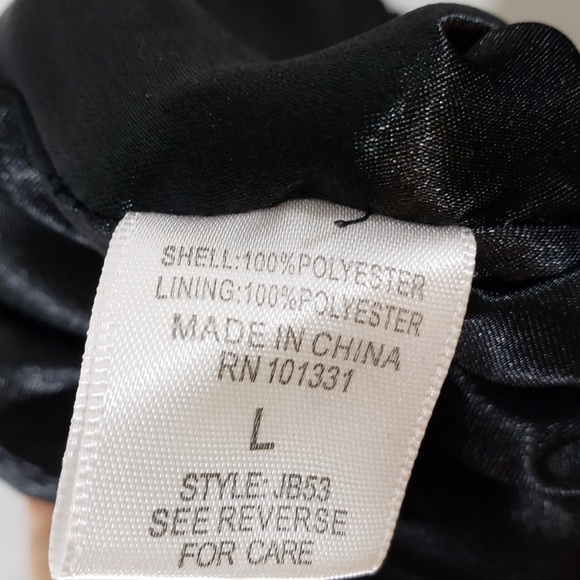 SHELL:100%POLYESTER
LINING:100%POLYESTER
MADE IN CHINA
RN 101331
L
STYLE: JB53
SEE REVERSE
FOR CARE